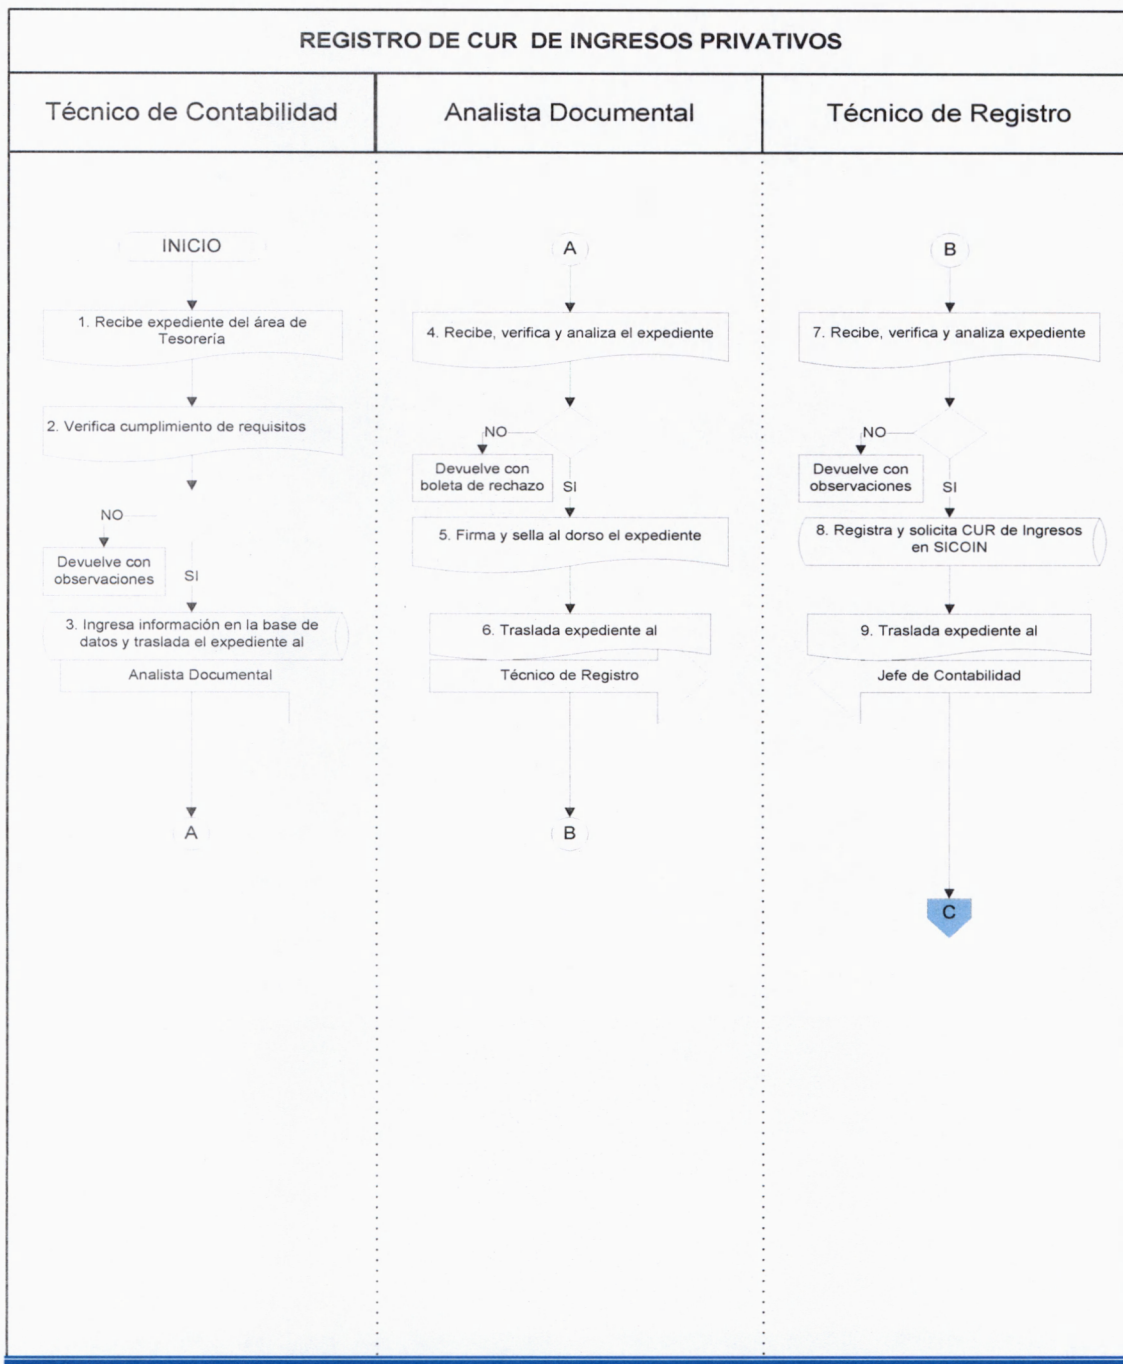 REGISTRO DE CUR DE INGRESOS PRIVATIVOS
Técnico de Contabilidad
Analista Documental
Técnico de Registro
INICIO
1. Recibe expediente del área de
Tesorería
2. Verifica cumplimiento de requisitos
NO
Devuelve con
observaciones
SI
3. Ingresa información en la base de
datos y traslada el expediente al
Analista Documental
A
A
4. Recibe, verifica y analiza el expediente
NO
Devuelve con
boleta de rechazo
SI
5. Firma y sella al dorso el expediente
6. Traslada expediente al
Técnico de Registro
B
B
7. Recibe, verifica y analiza expediente
NO
Devuelve con
observaciones
SI
8. Registra y solicita CUR de Ingresos
en SICOIN
9. Traslada expediente al
Jefe de Contabilidad
C